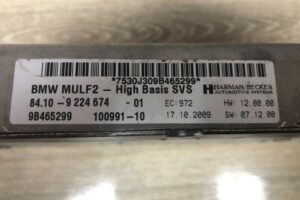 *7530J309B465299*
BMW MULF2 – High Basis SVS
HARMAN/BECKER
AUTOMOTIVE SYSTEMS
84.10- 9 224 674 - 01
EC: 972
HW: 12.00.00
9B465299 100991-10
17.10.2009
SW: 07.12.00